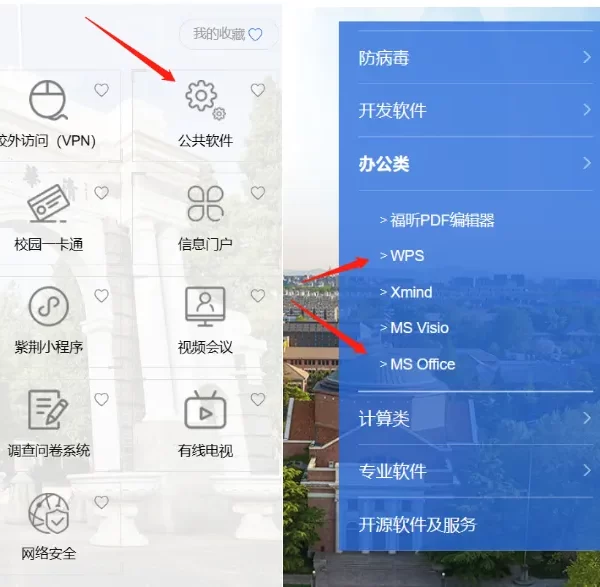 我的收藏
校外访问（VPN）
公共软件
校园一卡通
信息门户
紫荆小程序
视频会议
调查问卷系统
有线电视
网络安全
防病毒
开发软件
办公类
> 福昕PDF编辑器
> WPS
> Xmind
> MS Visio
> MS Office
计算类
专业软件
开源软件及服务